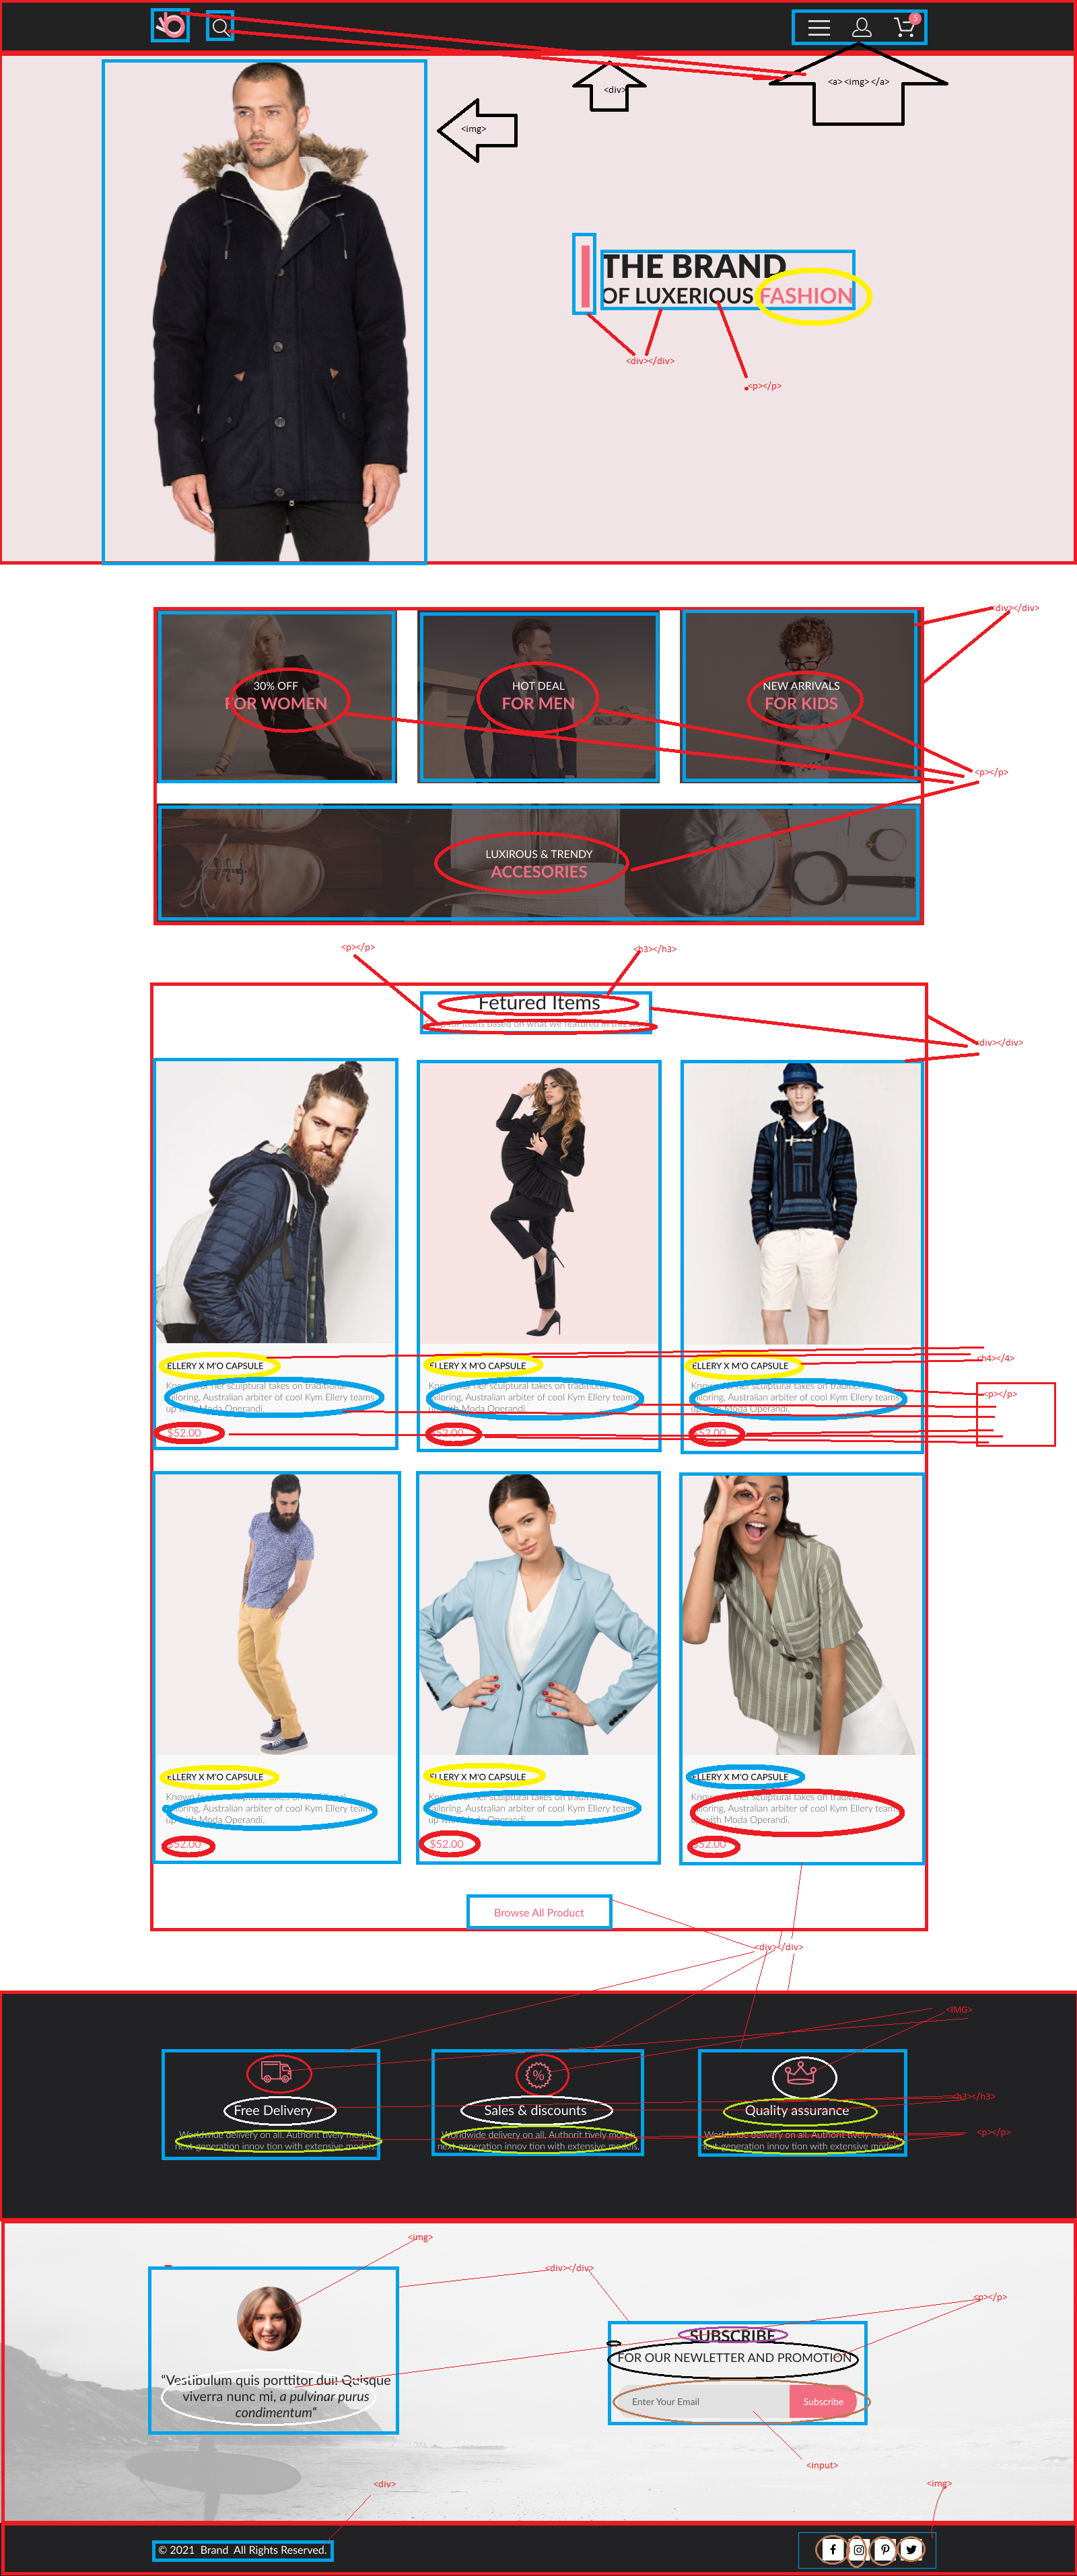 5
<a> <img> </a>
<div>
<img>
THE BRAND
OF LUXERIOUS FASHION
<div></div>
<p></p>
<div></div>
30% OFF
FOR WOMEN
HOT DEAL
FOR MEN
NEW ARRIVALS
FOR KIDS
<p></p>
LUXIROUS & TRENDY
ACCESORIES
<p></p>
<h3></h3>
Fetured Items
items based on what we featured in this
<div></div>
ELLERY X M'O CAPSULE
ELLERY X M'O CAPSULE
ELLERY X M'O CAPSULE
<h4></4>
Known for her sculptural takes on traditional
tailoring, Australian arbiter of cool Kym Ellery teams
up with Moda Operandi.
Known for her sculptural takes on traditional
tailoring, Australian arbiter of cool Kym Ellery teams
up with Moda Operandi.
Known for her sculptural takes on traditional
tailoring, Australian arbiter of cool Kym Ellery teams
up with Moda Operandi.
<p></p>
$52.00
$52.00
$52.00
ELLERY X M'O CAPSULE
ELLERY X M'O CAPSULE
ELLERY X M'O CAPSULE
Known for her sculptural takes on traditional
tailoring, Australian arbiter of cool Kym Ellery teams
up with Moda Operandi.
Known for her sculptural takes on traditional
tailoring, Australian arbiter of cool Kym Ellery teams
up with Moda Operandi.
Known for her sculptural takes on traditional
tailoring, Australian arbiter of cool Kym Ellery teams
up with Moda Operandi.
$52.00
$52.00
$52.00
Browse All Product
<div></div>
<IMG>
%
<h3></h3>
Free Delivery
Sales & discounts
Quality assurance
<p></p>
Worldwide delivery on all. Authorit tively morph
next-generation innov tion with extensive models.
Worldwide delivery on all. Authorit tively morph
next-generation innov tion with extensive models.
Worldwide delivery on all. Authorit tively morph
next-generation innov tion with extensive models.
<img>
<div></div>
<p></p>
SUBSCRIBE
FOR OUR NEWLETTER AND PROMOTION
“Vestibulum quis porttitor dui! Quisque
viverra nunc mi, a pulvinar purus
condimentum“
Enter Your Email
Subscribe
<input>
<div>
<img>
© 2021 Brand All Rights Reserved.